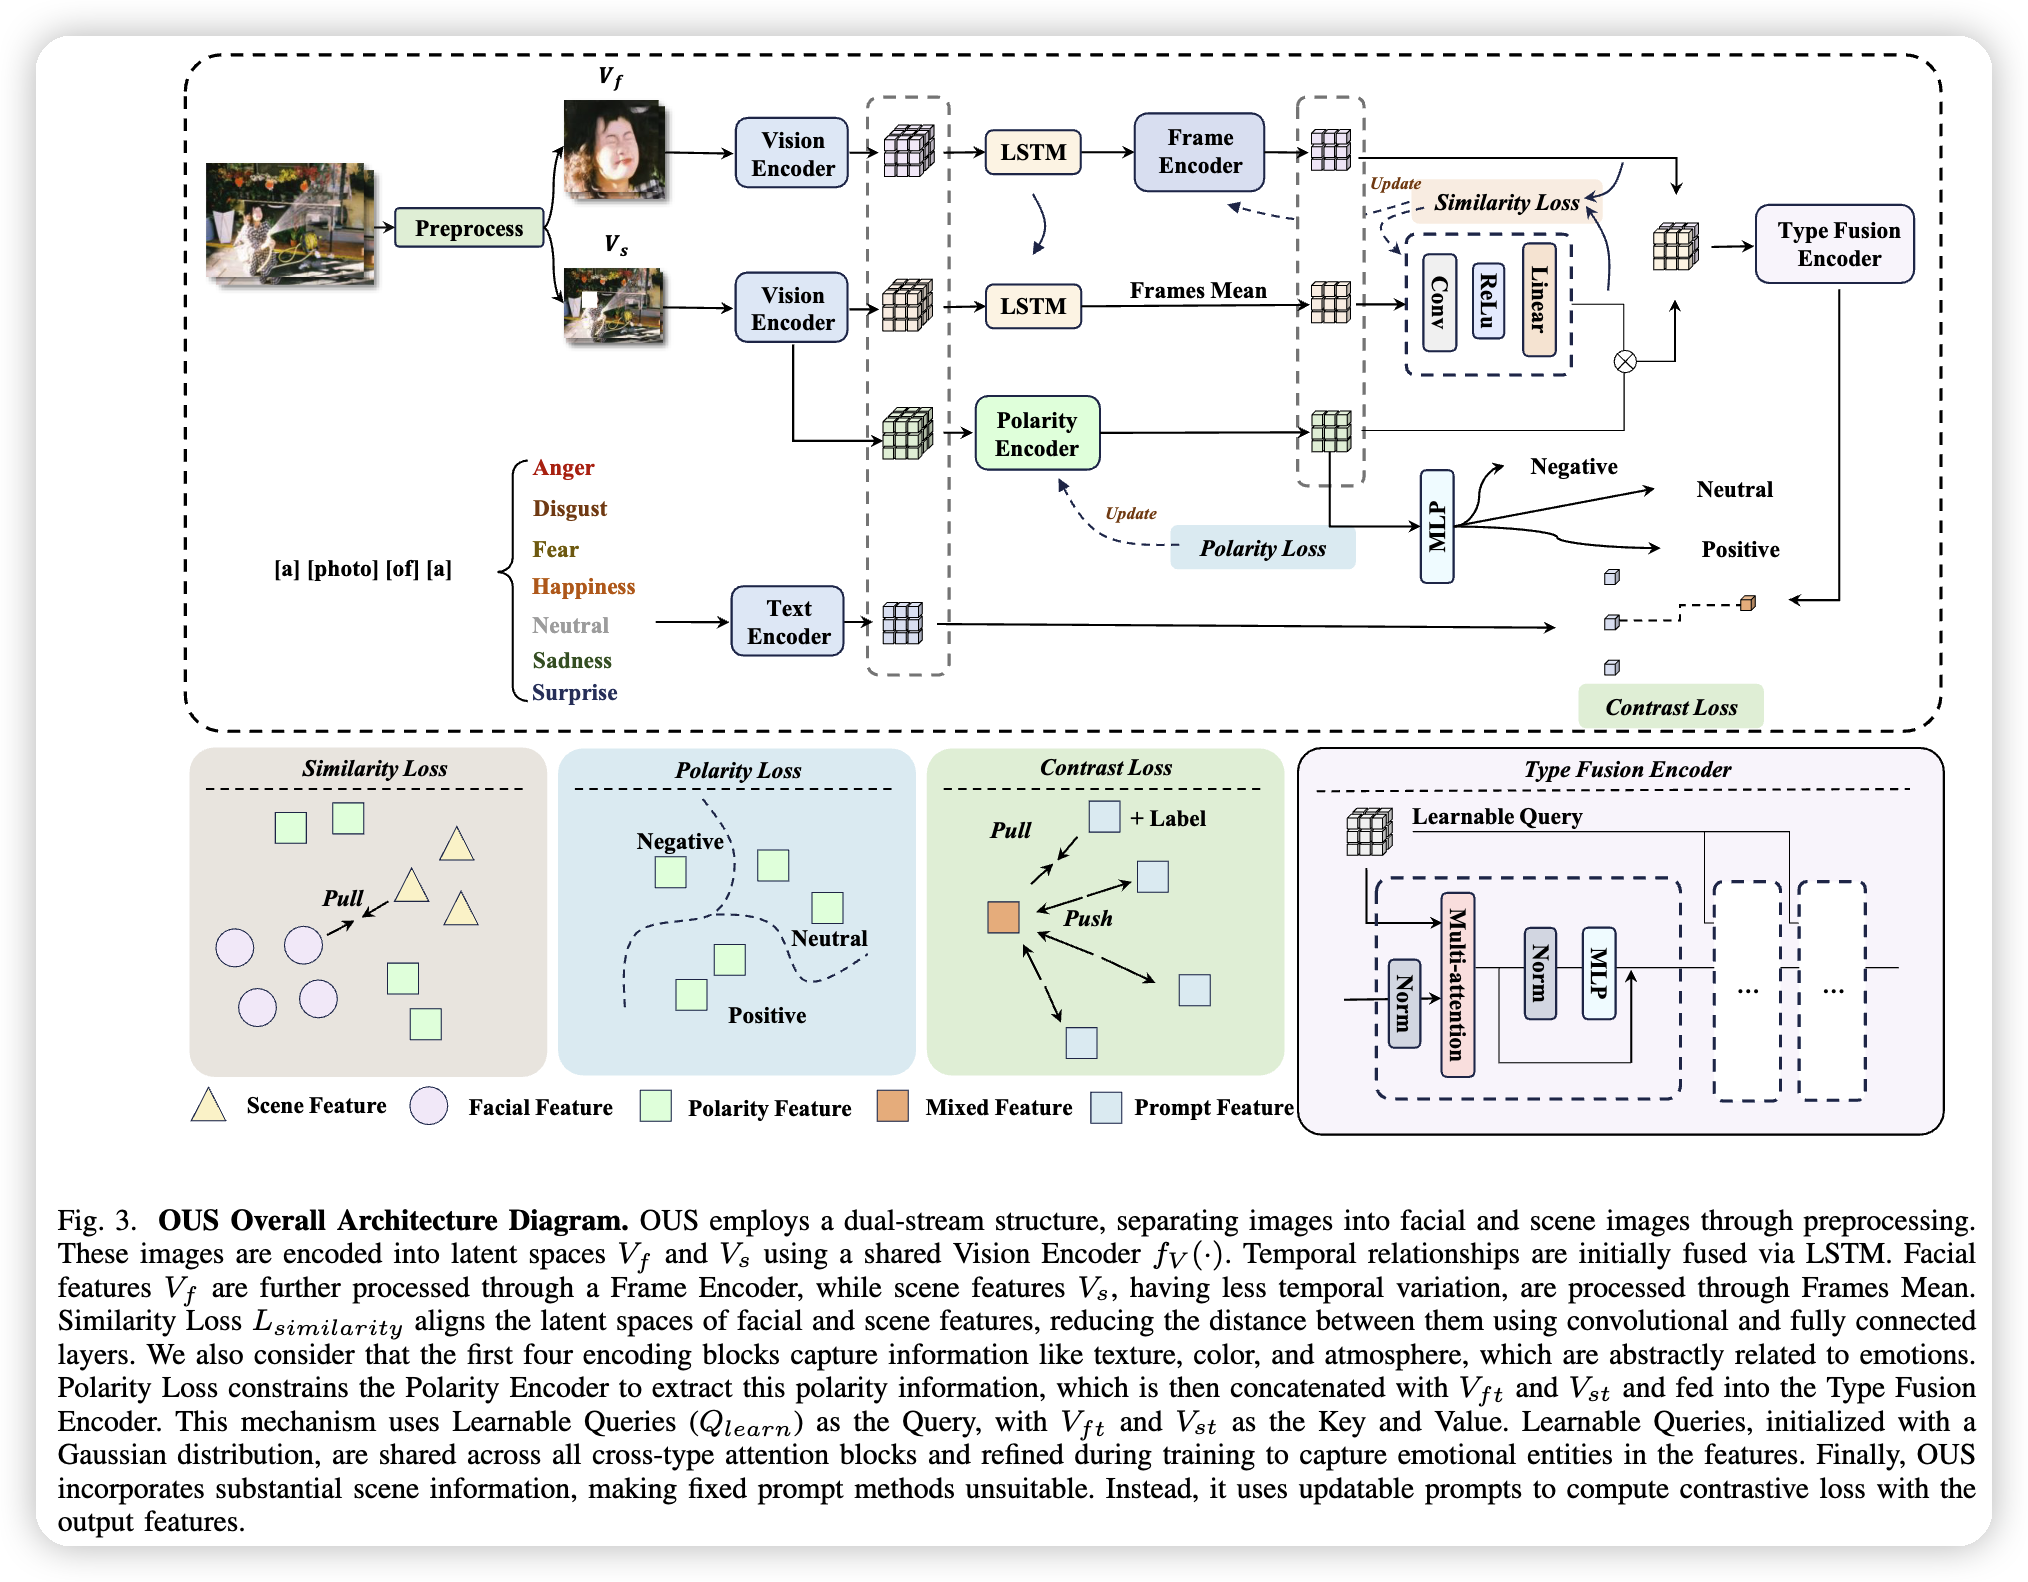 V_f
Vision
Encoder
LSTM
Frame
Encoder
Update
Similarity Loss
Preprocess
V_s
Type Fusion
Encoder
Vision
Encoder
LSTM
Frames Mean
Conv
ReLu
Linear
Polarity
Encoder
Anger
Disgust
Fear
Happiness
Neutral
Sadness
Surprise
[a] [photo] [of] [a]
Text
Encoder
Update
Polarity Loss
MLP
Negative
Neutral
Positive
Contrast Loss
Similarity Loss
Pull
Polarity Loss
Negative
Neutral
Positive
Contrast Loss
Pull
+ Label
Push
Type Fusion Encoder
Learnable Query
Norm
Multi-attention
Norm
MLP
...
...
Scene Feature
Facial Feature
Polarity Feature
Mixed Feature
Prompt Feature
Fig. 3. OUS Overall Architecture Diagram. OUS employs a dual-stream structure, separating images into facial and scene images through preprocessing.
These images are encoded into latent spaces V_f and V_s using a shared Vision Encoder f_V(·). Temporal relationships are initially fused via LSTM. Facial
features V_f are further processed through a Frame Encoder, while scene features V_s, having less temporal variation, are processed through Frames Mean.
Similarity Loss L_similarity aligns the latent spaces of facial and scene features, reducing the distance between them using convolutional and fully connected
layers. We also consider that the first four encoding blocks capture information like texture, color, and atmosphere, which are abstractly related to emotions.
Polarity Loss constrains the Polarity Encoder to extract this polarity information, which is then concatenated with V_ft and V_st and fed into the Type Fusion
Encoder. This mechanism uses Learnable Queries (Q_learn) as the Query, with V_ft and V_st as the Key and Value. Learnable Queries, initialized with a
Gaussian distribution, are shared across all cross-type attention blocks and refined during training to capture emotional entities in the features. Finally, OUS
incorporates substantial scene information, making fixed prompt methods unsuitable. Instead, it uses updatable prompts to compute contrastive loss with the
output features.